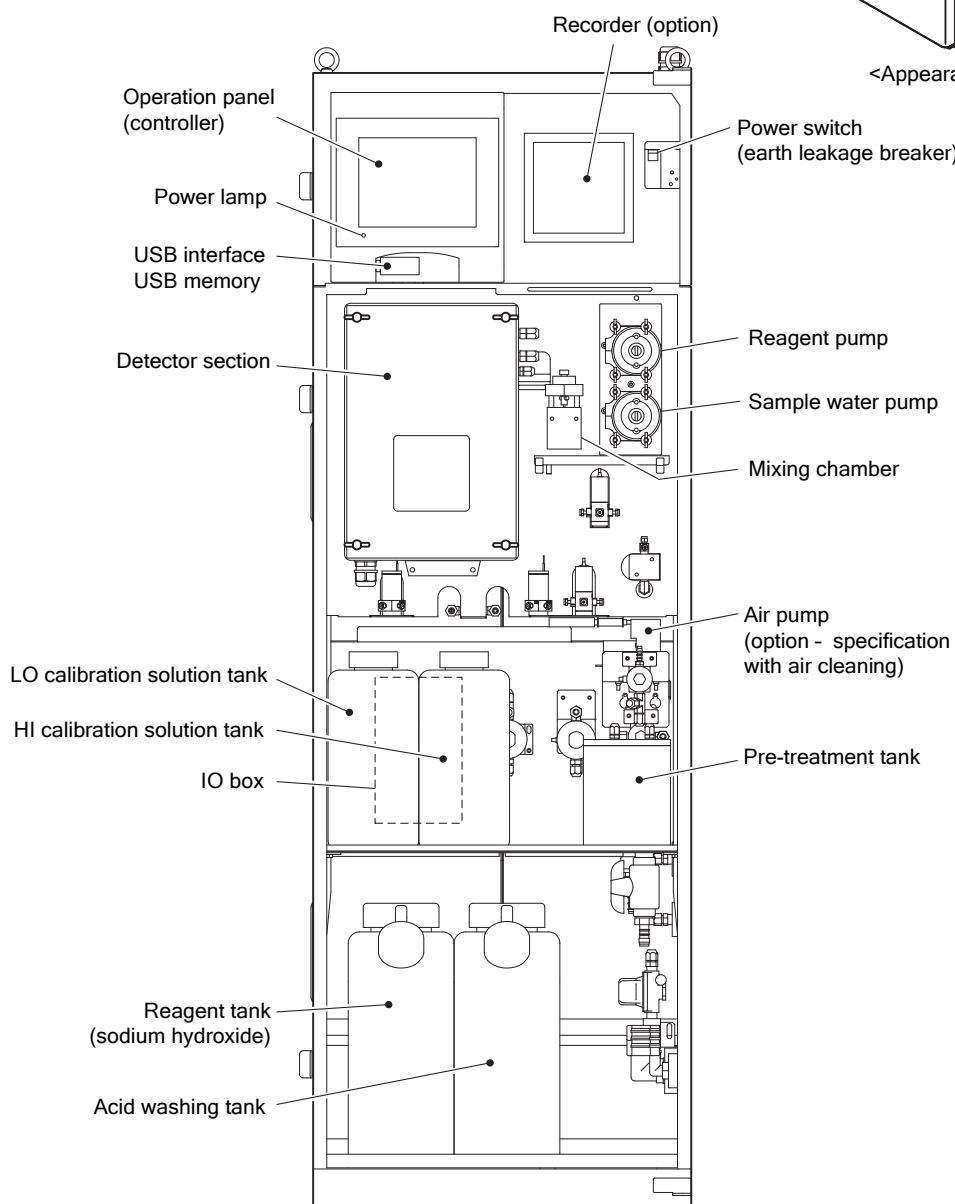 Recorder (option)
<Appeara
Operation panel
(controller)
Power switch
(earth leakage breaker)
Power lamp
USB interface
USB memory
Detector section
Reagent pump
Sample water pump
Mixing chamber
Air pump
(option - specification
with air cleaning)
LO calibration solution tank
HI calibration solution tank
IO box
Pre-treatment tank
Reagent tank
(sodium hydroxide)
Acid washing tank